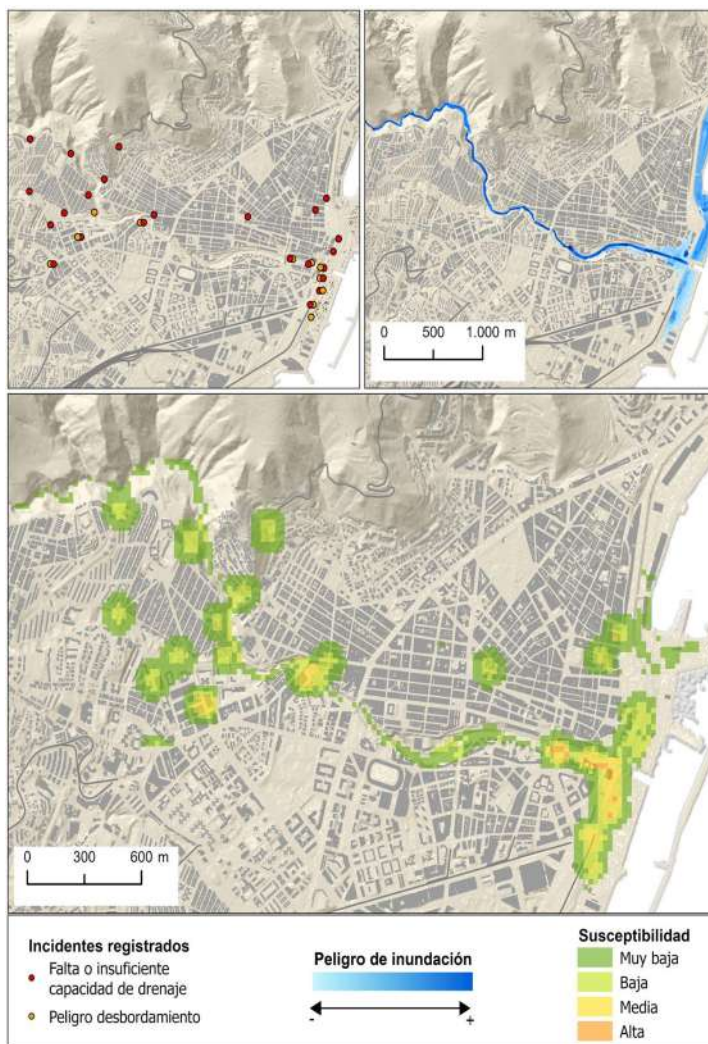 0 500 1.000 m
0 300 600 m
Incidentes registrados
Falta o insuficiente
capacidad de drenaje
Peligro desbordamiento
Peligro de inundación
- +
Susceptibilidad
Muy baja
Baja
Media
Alta